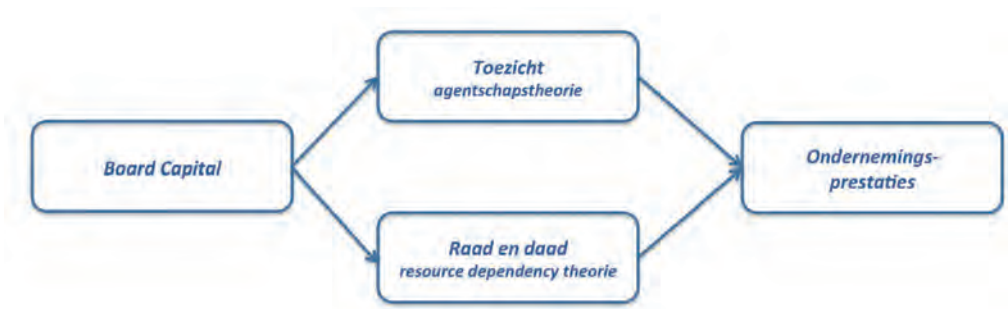 Toezicht
agentschapstheorie
Board Capital
Ondernemings-
prestaties
Raad en daad
resource dependency theorie